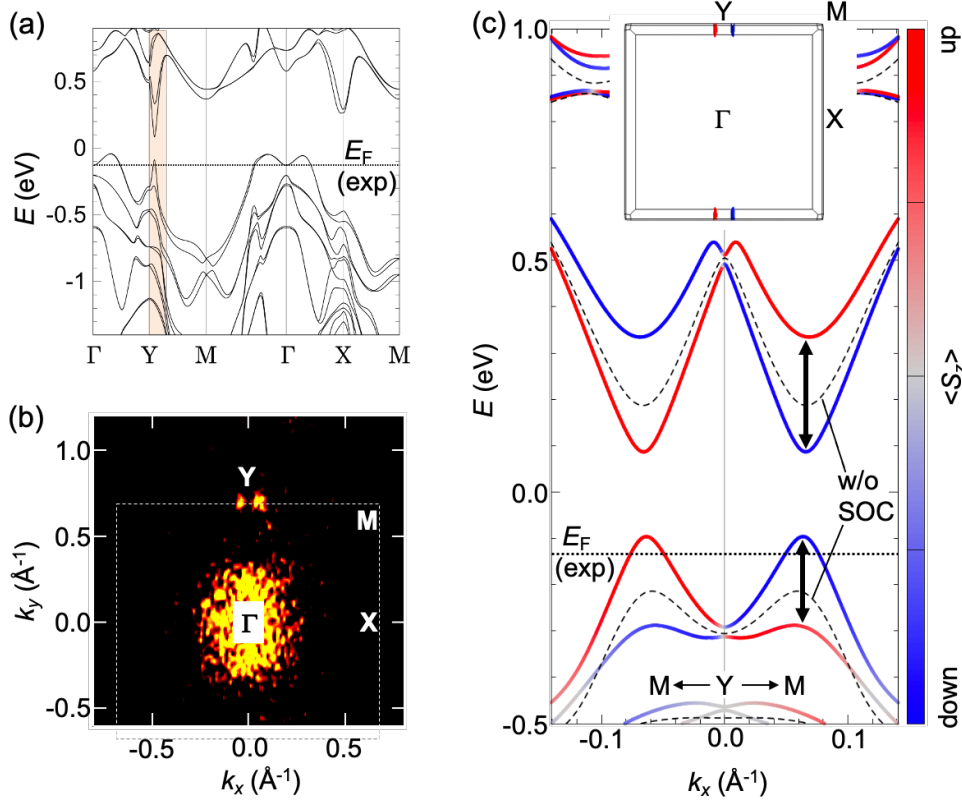 (a)
0.5
0
-0.5
-1
E (eV)
E_F
(exp)
Γ Y M Γ X M
(b)
Y
M
X
Γ
1.0
0.5
0.0
-0.5
k_y (Å⁻¹)
-0.5 0.0 0.5
k_x (Å⁻¹)
(c)
Y M
Γ X
1.0
0.5
0.0
-0.5
E (eV)
w/o
SOC
E_F
(exp)
M ← Y → M
-0.1 0.0 0.1
k_x (Å⁻¹)
up
<S_z>
down